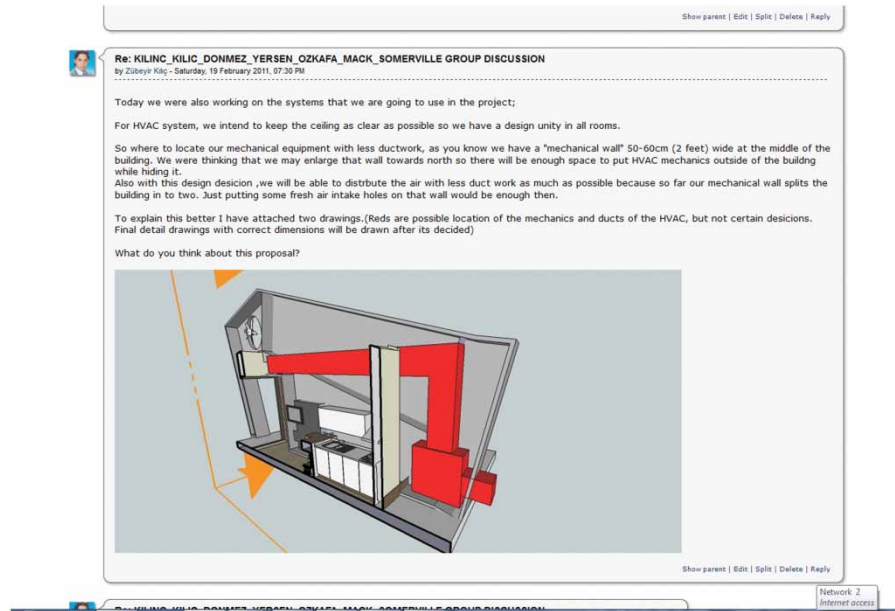 Show parent | Edit | Split | Delete | Reply
Re: KILINC_KILIC_DONMEZ_YERSEN_OZKAFA_MACK_SOMERVILLE GROUP DISCUSSION
by Zübeyir Kılıç - Saturday, 19 February 2011, 07:30 PM
Today we were also working on the systems that we are going to use in the project;
For HVAC system, we intend to keep the ceiling as clear as possible so we have a design unity in all rooms.
So where to locate our mechanical equipment with less ductwork, as you know we have a "mechanical wall" 50-60cm (2 feet) wide at the middle of the
building. We were thinking that we may enlarge that wall towards north so there will be enough space to put HVAC mechanics outside of the buildng
while hiding it.
Also with this design desicion ,we will be able to distrbute the air with less duct work as much as possible because so far our mechanical wall splits the
building in to two. Just putting some fresh air intake holes on that wall would be enough then.
To explain this better I have attached two drawings.(Reds are possible location of the mechanics and ducts of the HVAC, but not certain desicions.
Final detail drawings with correct dimensions will be drawn after its decided)
What do you think about this proposal?
Show parent | Edit | Split | Delete | Reply
Network 2
Internet access
Re: KILINC_KILIC_DONMEZ_YERSEN_OZKAFA_MACK_SOMERVILLE GROUP DISCUSSION